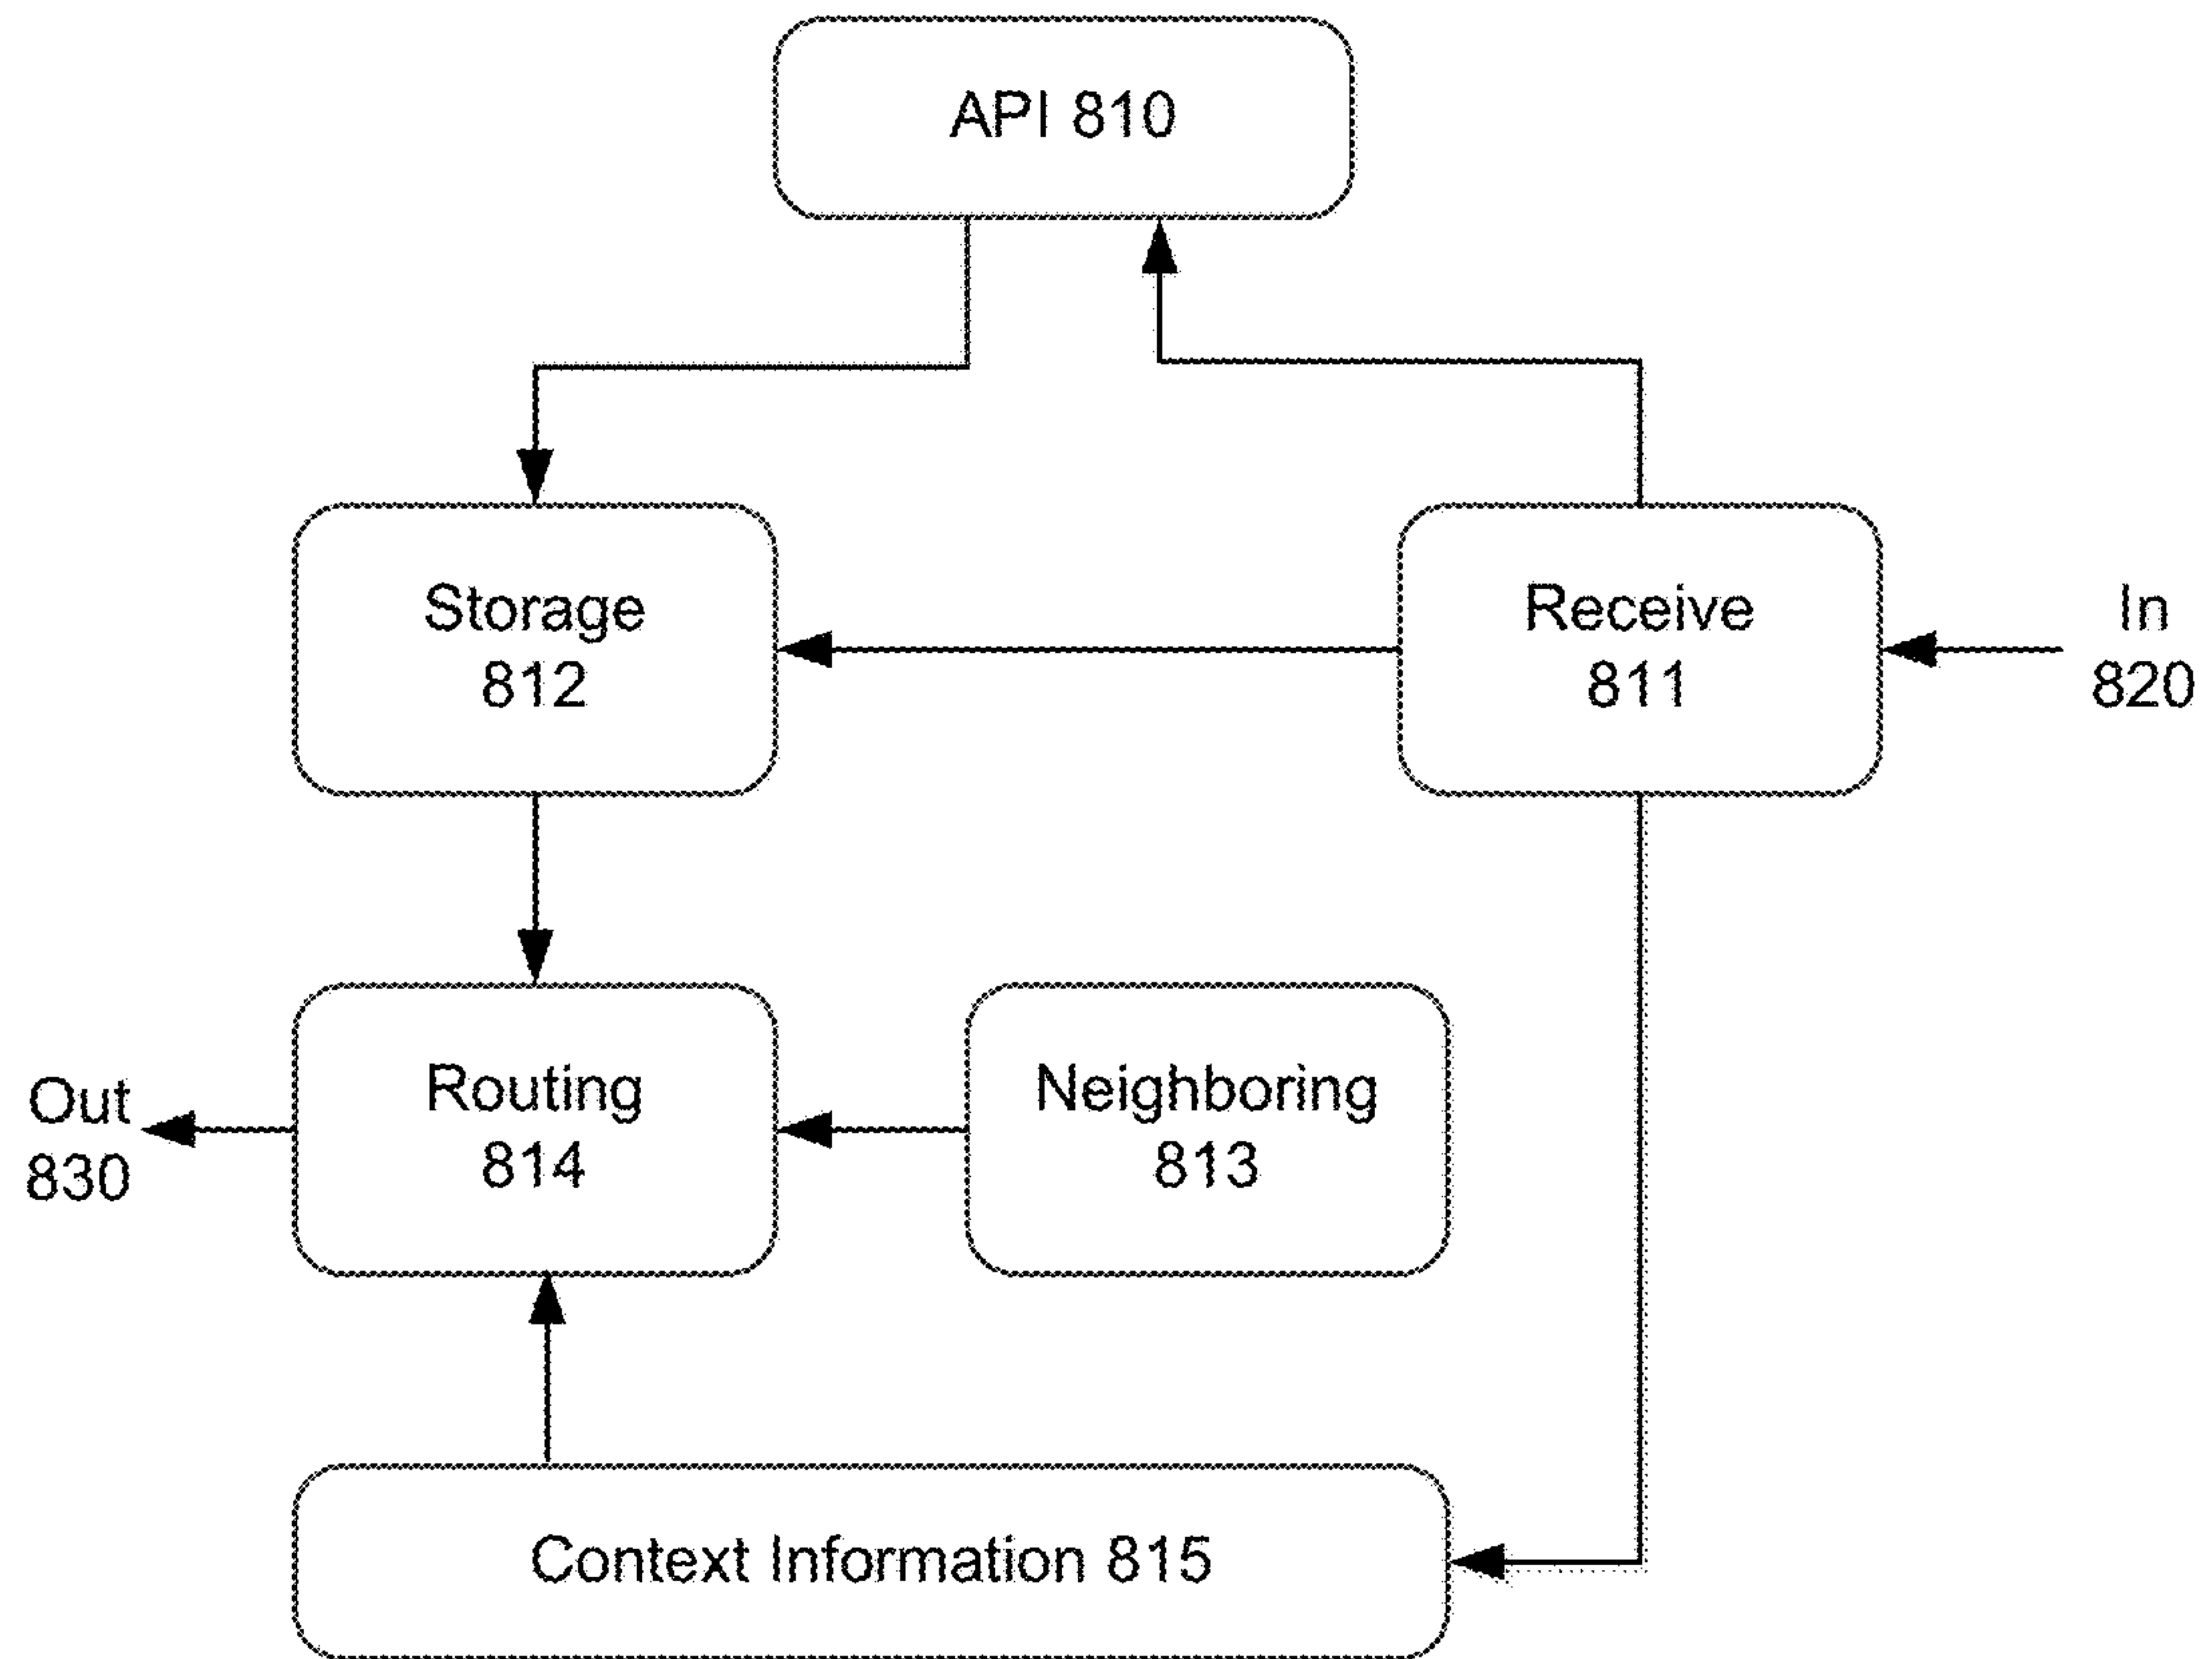 API 810
Storage
812
Receive
811
In
820
Out
830
Routing
814
Neighboring
813
Context Information 815